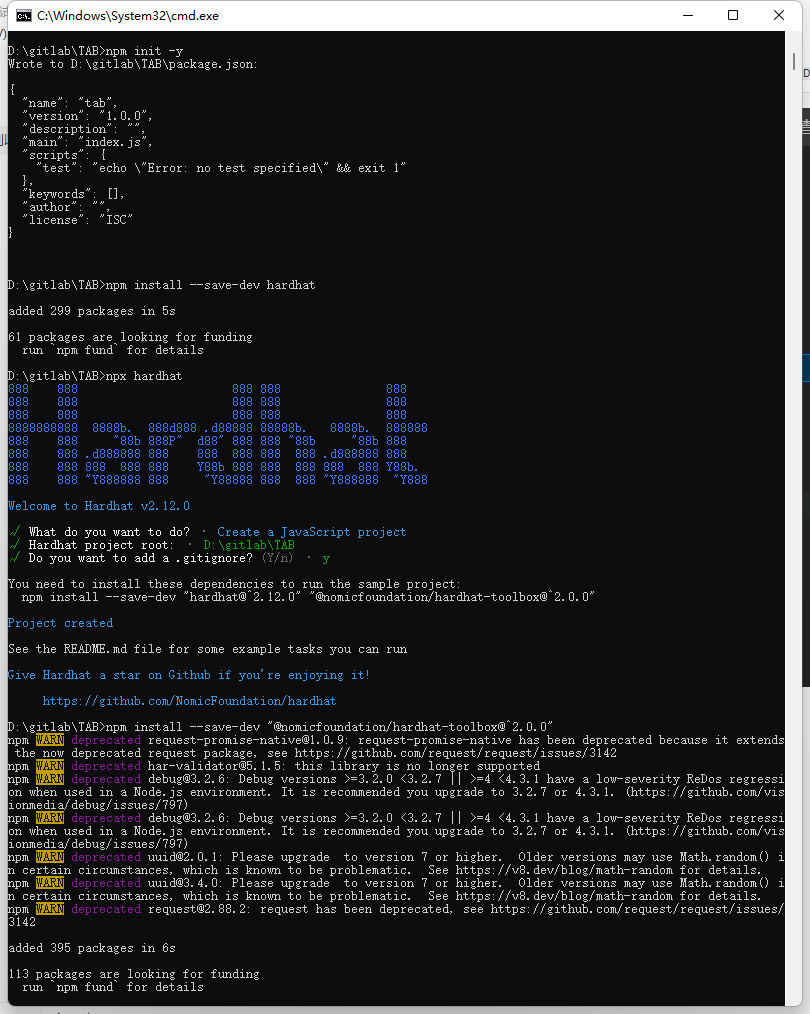 C:\Windows\System32\cmd.exe
D:\gitlab\TAB>npm init -y
Wrote to D:\gitlab\TAB\package.json:
{
  "name": "tab",
  "version": "1.0.0",
  "description": "",
  "main": "index.js",
  "scripts": {
    "test": "echo \"Error: no test specified\" && exit 1"
  },
  "keywords": [],
  "author": "",
  "license": "ISC"
}
D:\gitlab\TAB>npm install --save-dev hardhat
added 299 packages in 5s
61 packages are looking for funding
  run `npm fund` for details
D:\gitlab\TAB>npx hardhat
888    888                      888 888               888
888    888                      888 888               888
888    888                      888 888               888
8888888888  8888b.  888d888 .d88888 88888b.   8888b.  888888
888    888     "88b 888P"  d88" 888 888 "88b     "88b 888
888    888 .d888888 888    888  888 888  888 .d888888 888
888    888 888  888 888    Y88b 888 888  888 888  888 Y88b.
888    888 "Y888888 888     "Y88888 888  888 "Y888888  "Y888
Welcome to Hardhat v2.12.0
√ What do you want to do? · Create a JavaScript project
√ Hardhat project root: · D:\gitlab\TAB
√ Do you want to add a .gitignore? (Y/n) · y
You need to install these dependencies to run the sample project:
  npm install --save-dev "hardhat@^2.12.0" "@nomicfoundation/hardhat-toolbox@^2.0.0"
Project created
See the README.md file for some example tasks you can run
Give Hardhat a star on Github if you're enjoying it!
     https://github.com/NomicFoundation/hardhat
D:\gitlab\TAB>npm install --save-dev "@nomicfoundation/hardhat-toolbox@^2.0.0"
npm WARN deprecated request-promise-native@1.0.9: request-promise-native has been deprecated because it extends
 the now deprecated request package, see https://github.com/request/request/issues/3142
npm WARN deprecated har-validator@5.1.5: this library is no longer supported
npm WARN deprecated debug@3.2.6: Debug versions >=3.2.0 <3.2.7 || >=4 <4.3.1 have a low-severity ReDos regressi
on when used in a Node.js environment. It is recommended you upgrade to 3.2.7 or 4.3.1. (https://github.com/vis
ionmedia/debug/issues/797)
npm WARN deprecated debug@3.2.6: Debug versions >=3.2.0 <3.2.7 || >=4 <4.3.1 have a low-severity ReDos regressi
on when used in a Node.js environment. It is recommended you upgrade to 3.2.7 or 4.3.1. (https://github.com/vis
ionmedia/debug/issues/797)
npm WARN deprecated uuid@2.0.1: Please upgrade  to version 7 or higher.  Older versions may use Math.random() i
n certain circumstances, which is known to be problematic.  See https://v8.dev/blog/math-random for details.
npm WARN deprecated uuid@3.4.0: Please upgrade  to version 7 or higher.  Older versions may use Math.random() i
n certain circumstances, which is known to be problematic.  See https://v8.dev/blog/math-random for details.
npm WARN deprecated request@2.88.2: request has been deprecated, see https://github.com/request/request/issues/
3142
added 395 packages in 6s
113 packages are looking for funding
  run `npm fund` for details